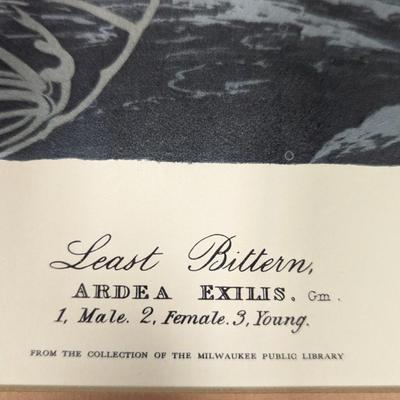 Least Bittern,
ARDEA EXILIS. Gm.
1, Male. 2, Female. 3, Young.
FROM THE COLLECTION OF THE MILWAUKEE PUBLIC LIBRARY